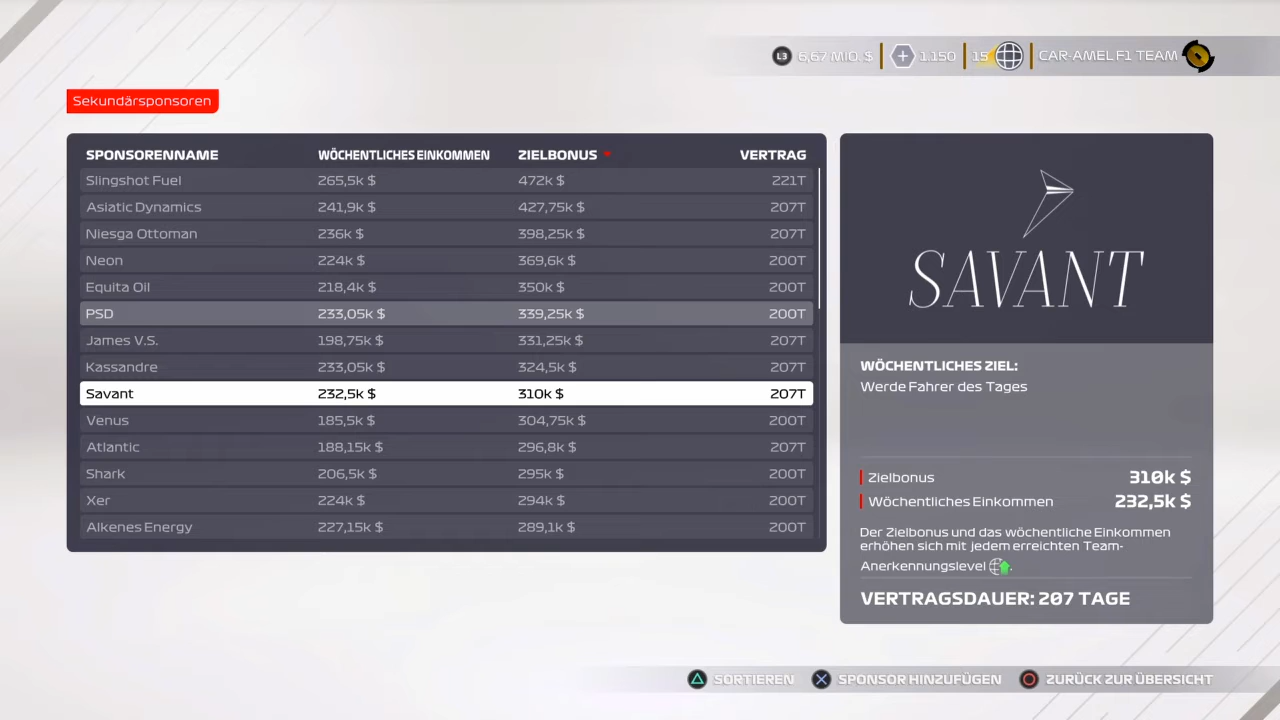 L3 6,67 MIO. $ 1.150 15 CAR-AMEL F1 TEAM
Sekundärsponsoren
SPONSORENNAME WÖCHENTLICHES EINKOMMEN ZIELBONUS VERTRAG
Slingshot Fuel 265,5k $ 472k $ 221T
Asiatic Dynamics 241,9k $ 427,75k $ 207T
Niesga Ottoman 236k $ 398,25k $ 207T
Neon 224k $ 369,6k $ 200T
Equita Oil 218,4k $ 350k $ 200T
PSD 233,05k $ 339,25k $ 200T
James V.S. 198,75k $ 331,25k $ 207T
Kassandre 233,05k $ 324,5k $ 207T
Savant 232,5k $ 310k $ 207T
Venus 185,5k $ 304,75k $ 200T
Atlantic 188,15k $ 296,8k $ 207T
Shark 206,5k $ 295k $ 200T
Xer 224k $ 294k $ 200T
Alkenes Energy 227,15k $ 289,1k $ 200T
SAVANT
WÖCHENTLICHES ZIEL:
Werde Fahrer des Tages
Zielbonus 310k $
Wöchentliches Einkommen 232,5k $
Der Zielbonus und das wöchentliche Einkommen
erhöhen sich mit jedem erreichten Team-
Anerkennungslevel .
VERTRAGSDAUER: 207 TAGE
SORTIEREN SPONSOR HINZUFÜGEN ZURÜCK ZUR ÜBERSICHT